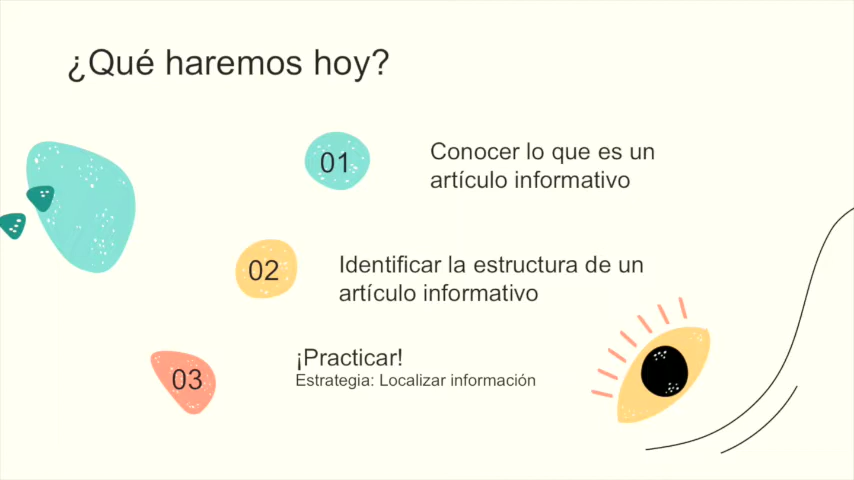 ¿Qué haremos hoy?
01
Conocer lo que es un
artículo informativo
02
Identificar la estructura de un
artículo informativo
03
¡Practicar!
Estrategia: Localizar información